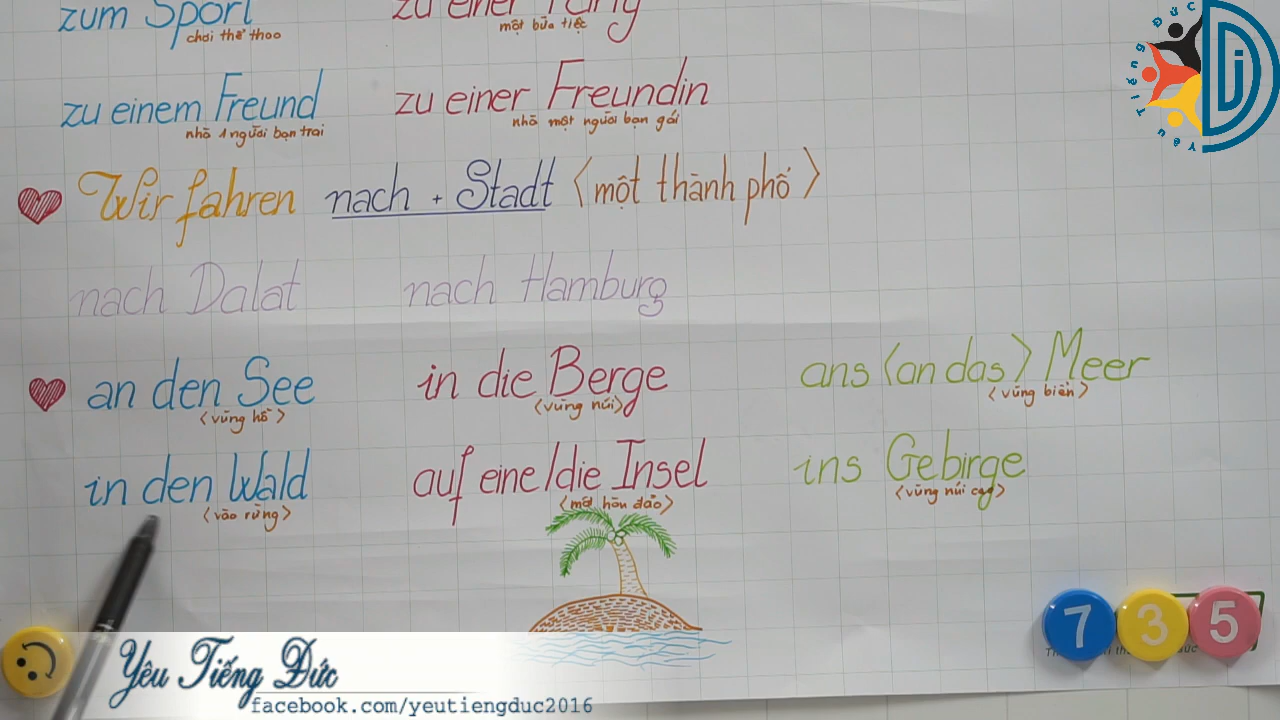 zum Sport zu einer Party
chơi thể thao một bữa tiệc
zu einem Freund zu einer Freundin
nhà 1 người bạn trai nhà một người bạn gái
Wir fahren nach + Stadt <một thành phố>
nach Dalat nach Hamburg
an den See in die Berge ans <an das> Meer
<vùng hồ> <vùng núi> <vùng biển>
in den Wald auf eine/die Insel ins Gebirge
<vào rừng> <một hòn đảo> <vùng núi cao>
7 3 5
Yêu Tiếng Đức
facebook.com/yeutiengduc2016
Yêu Tiếng Đức